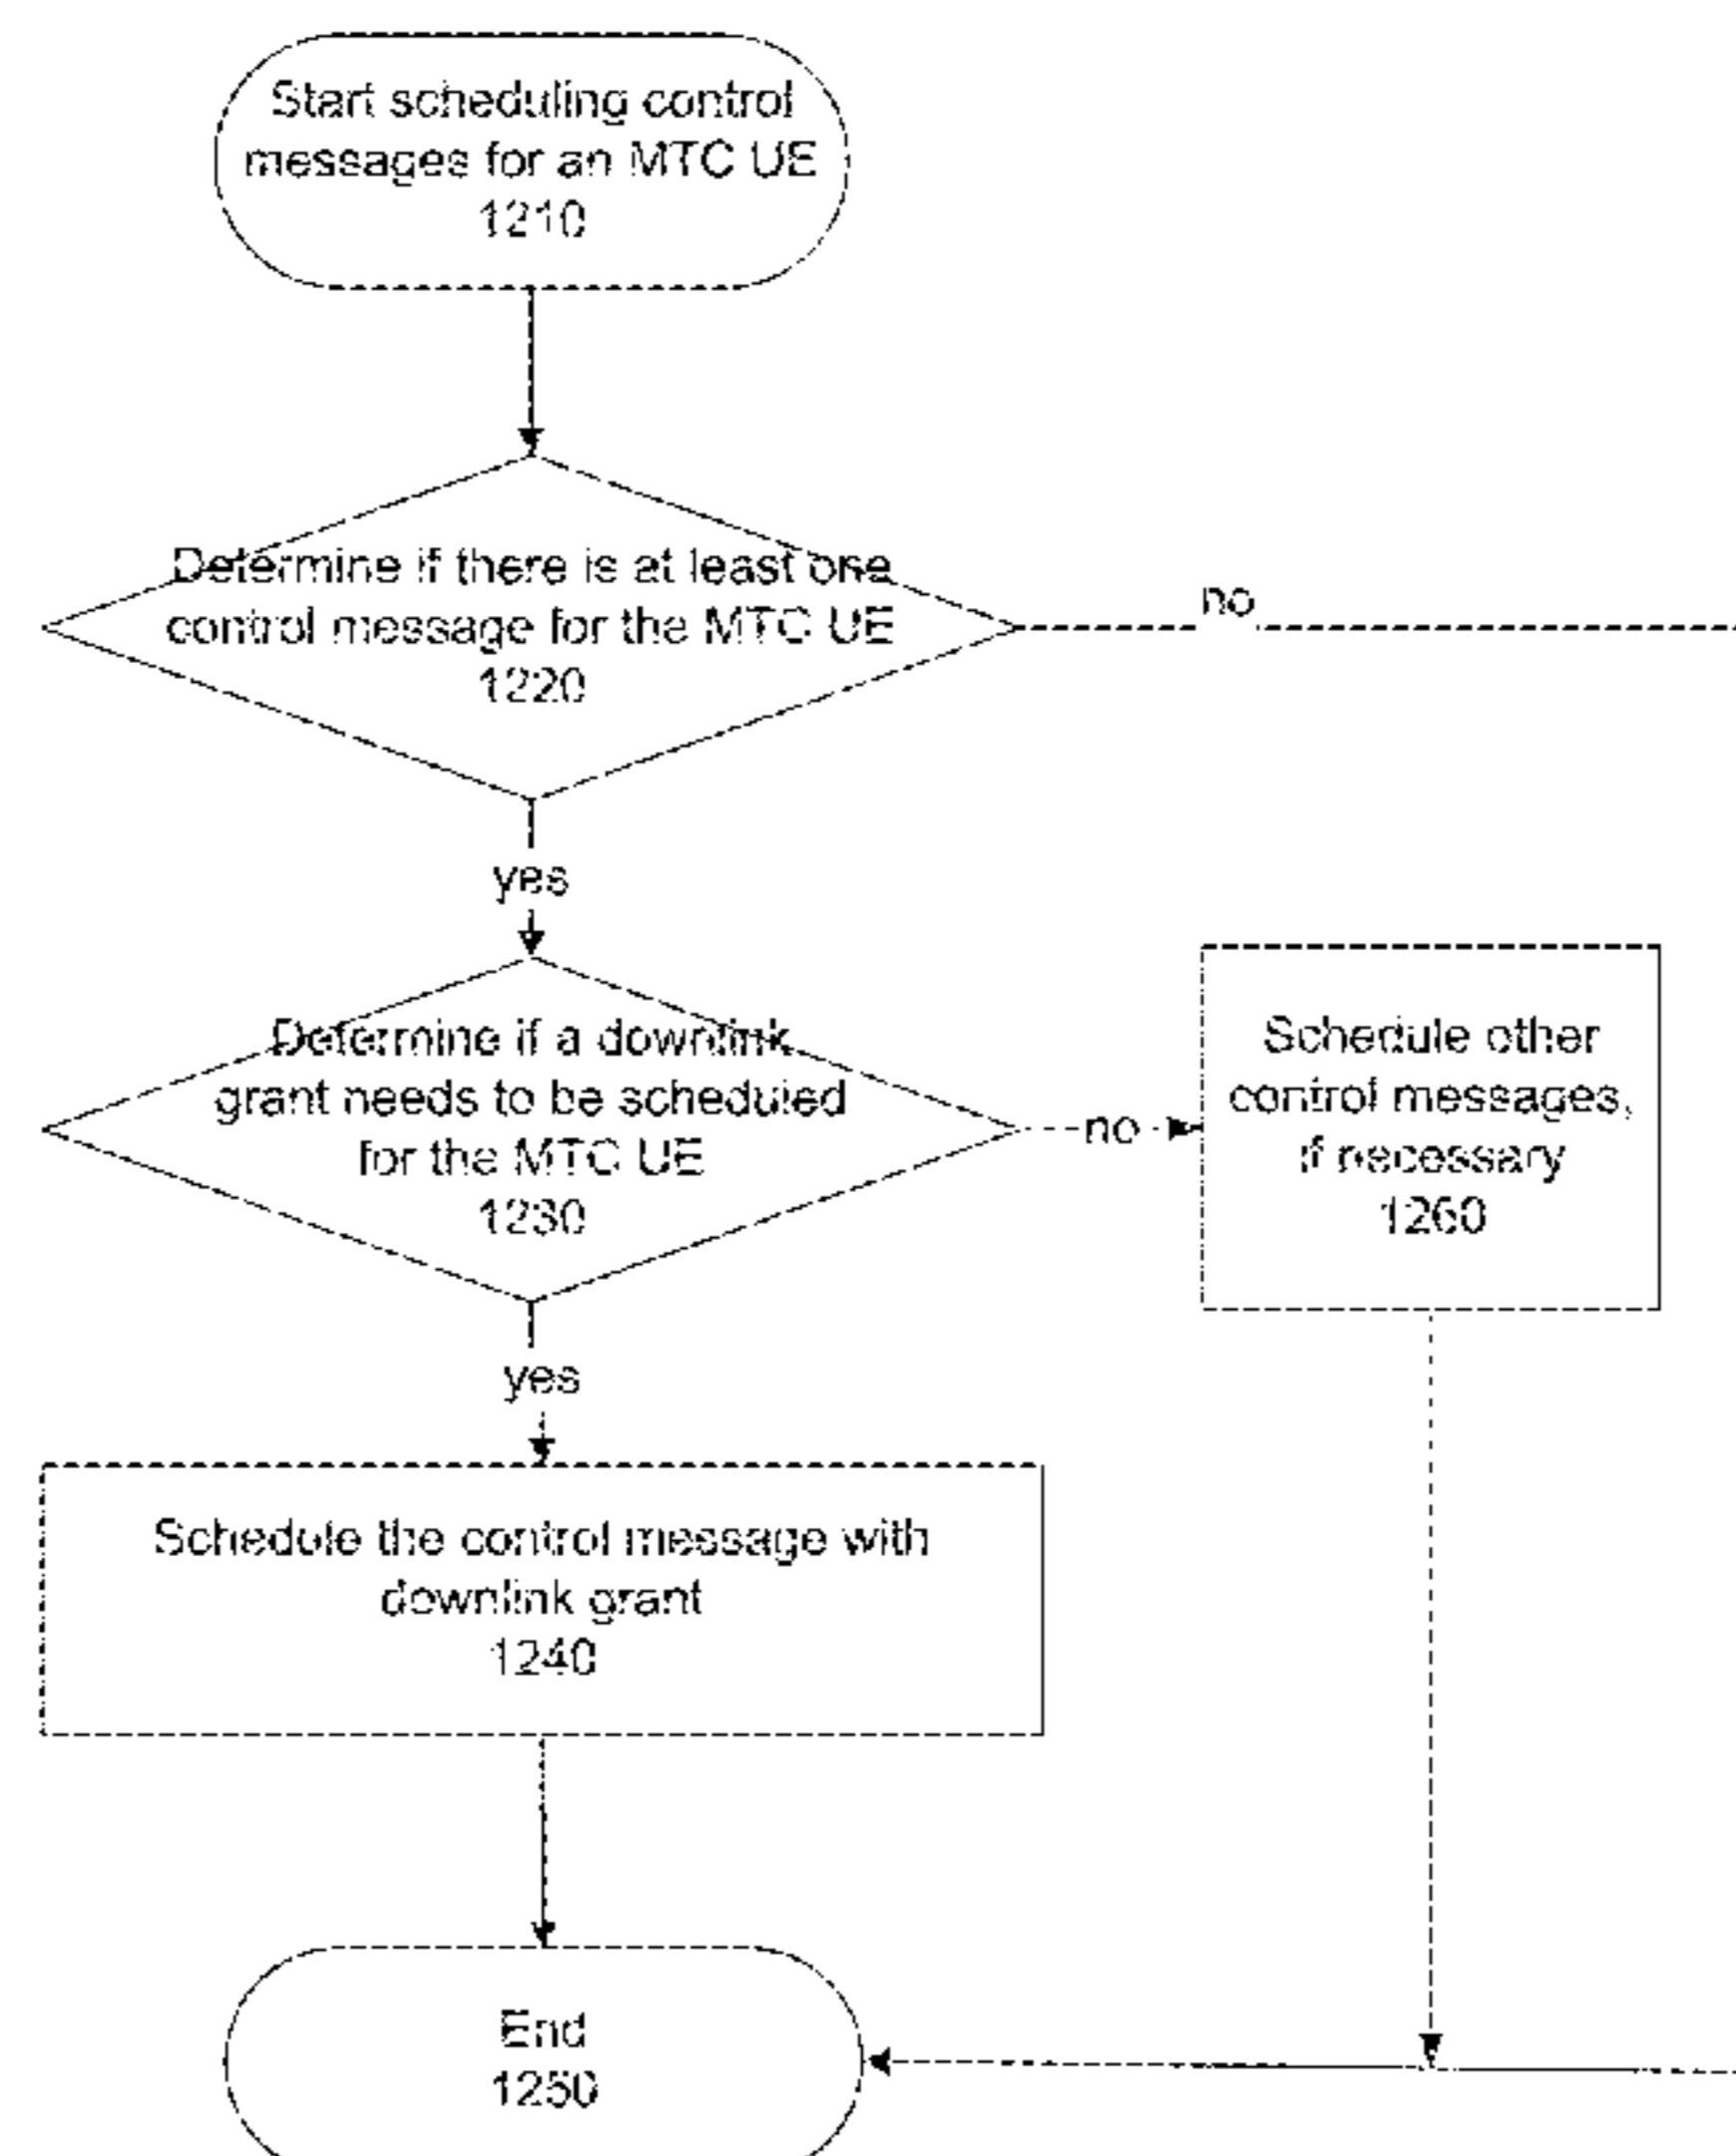 Start scheduling control
messages for an MTC UE
1210
Determine if there is at least one
control message for the MTC UE
1220
no
yes
Determine if a downlink
grant needs to be scheduled
for the MTC UE
1230
no
Schedule other
control messages,
if necessary
1260
yes
Schedule the control message with
downlink grant
1240
End
1250